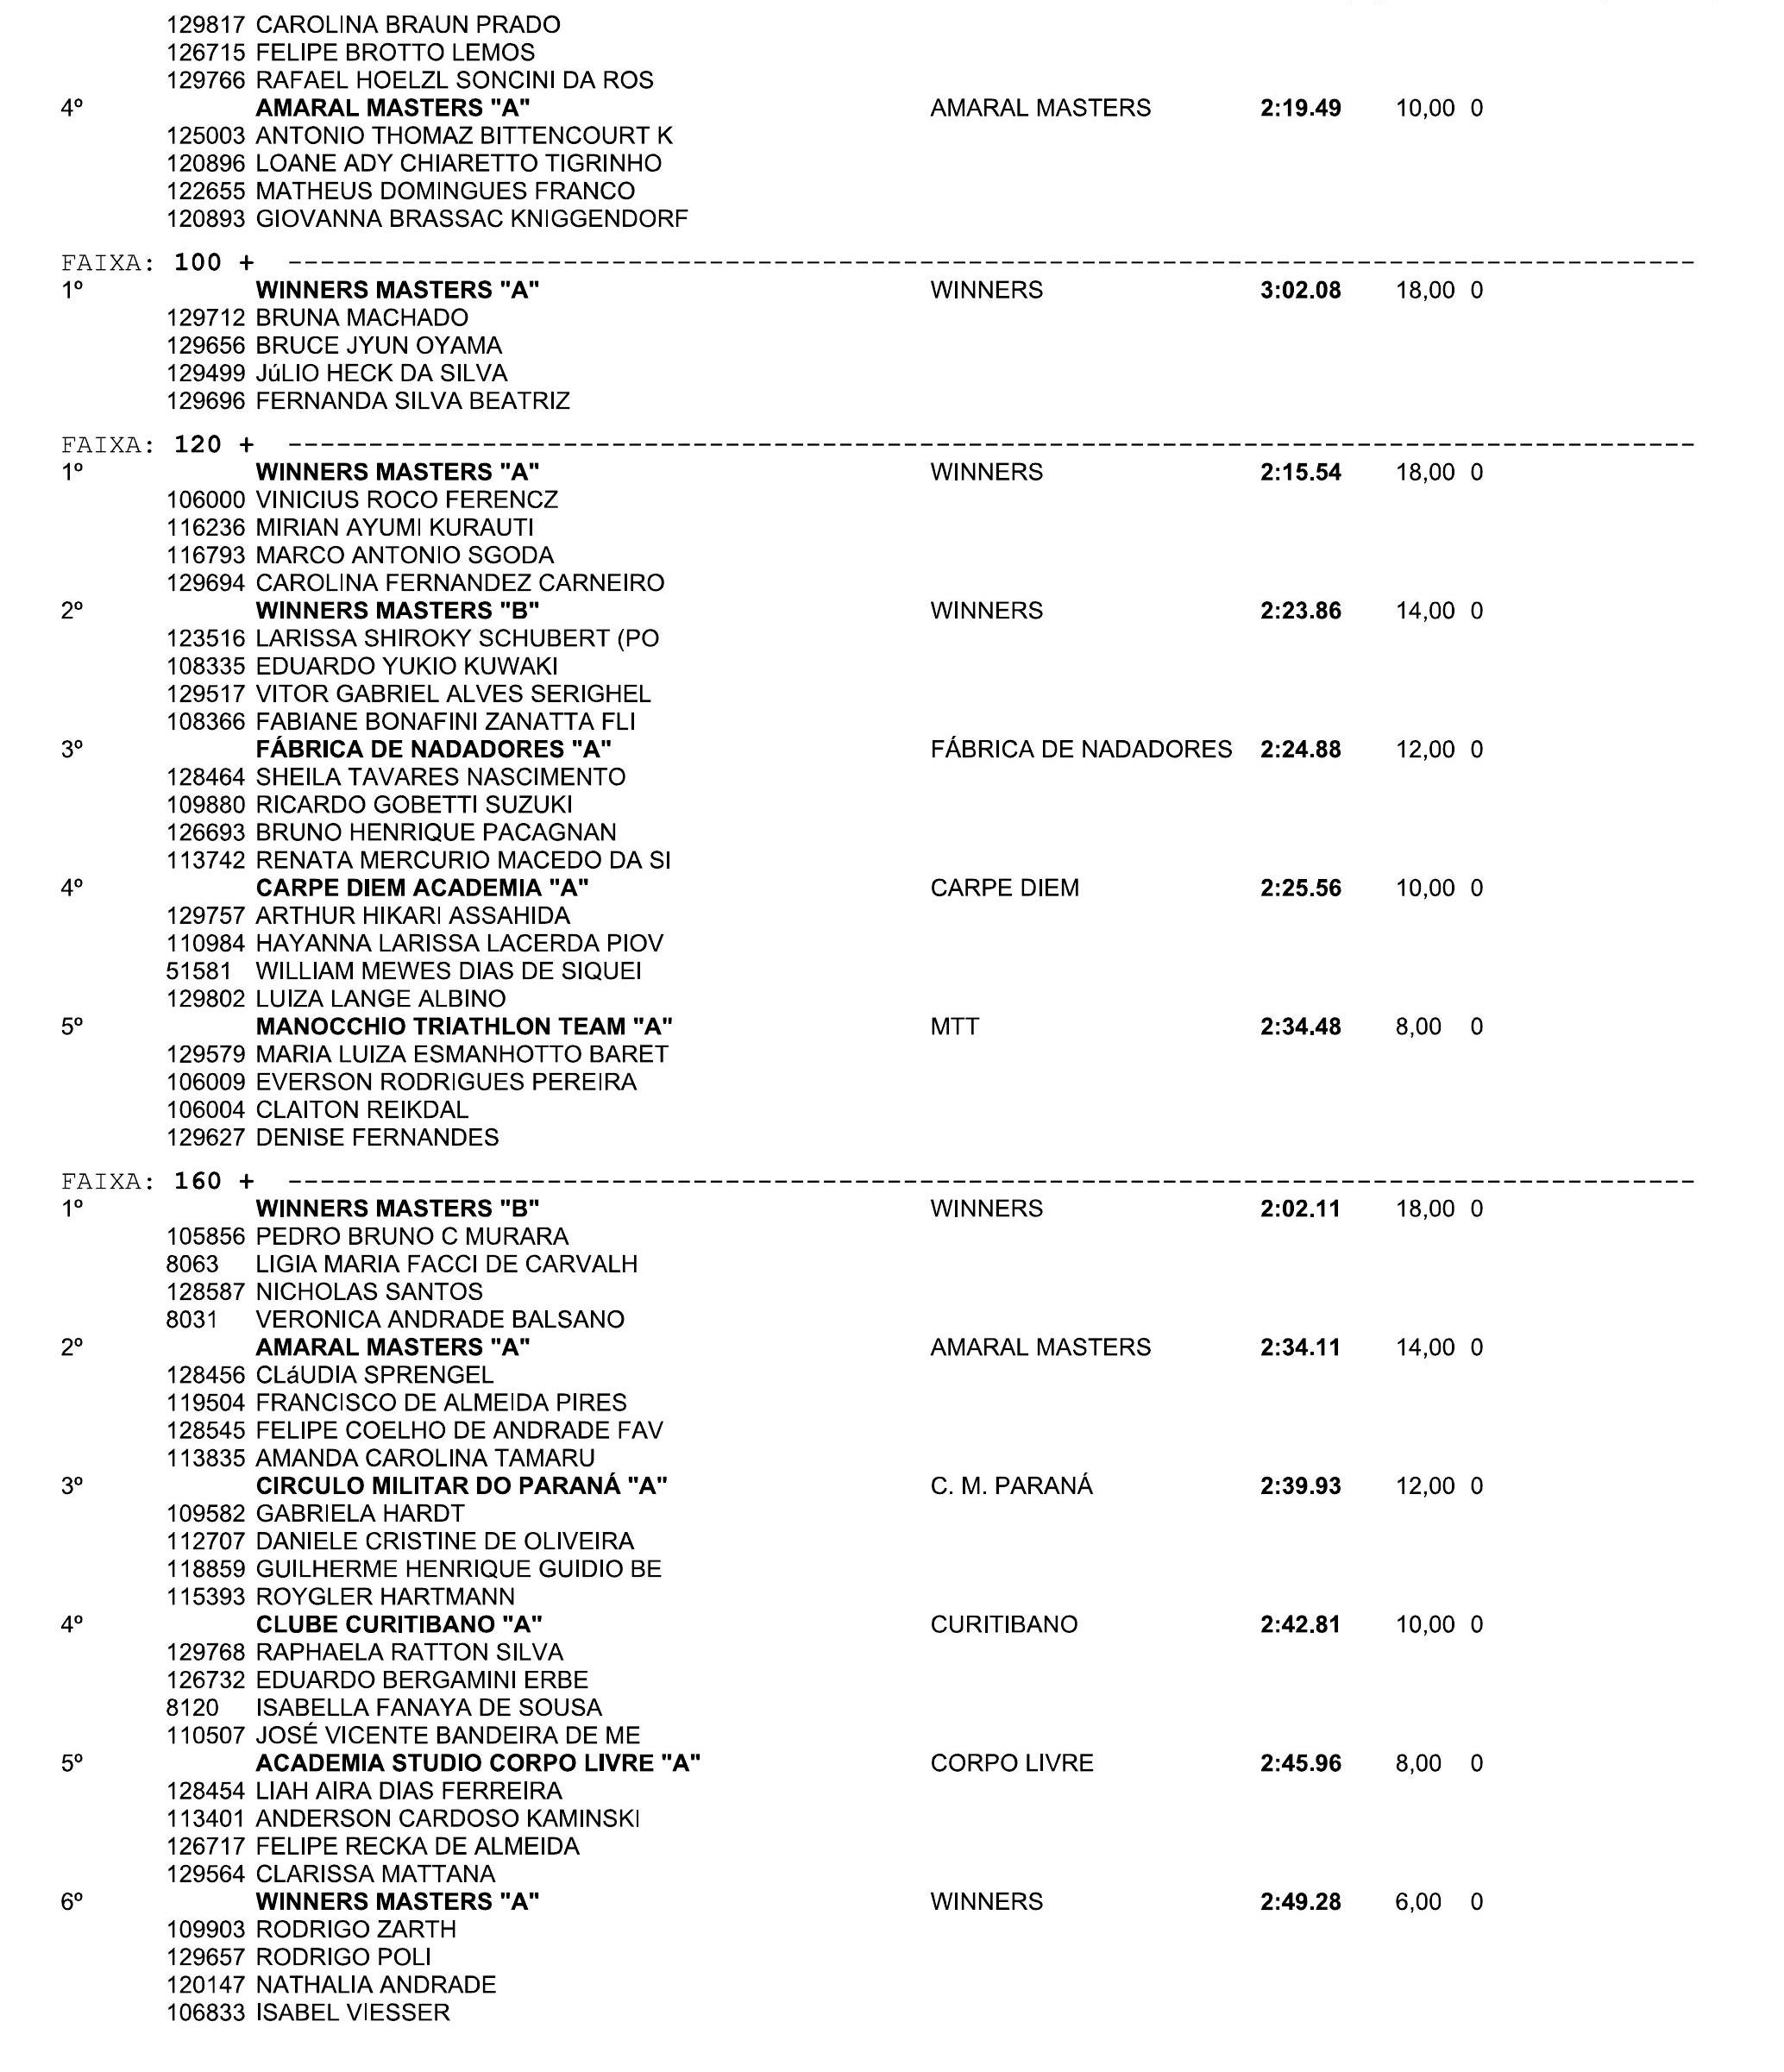 129817 CAROLINA BRAUN PRADO
126715 FELIPE BROTTO LEMOS
129766 RAFAEL HOELZL SONCINI DA ROS
4º AMARAL MASTERS "A" AMARAL MASTERS 2:19.49 10,00 0
125003 ANTONIO THOMAZ BITTENCOURT K
120896 LOANE ADY CHIARETTO TIGRINHO
122655 MATHEUS DOMINGUES FRANCO
120893 GIOVANNA BRASSAC KNIGGENDORF
FAIXA: 100 + ---------------------------------------------------------------------------------------
1º WINNERS MASTERS "A" WINNERS 3:02.08 18,00 0
129712 BRUNA MACHADO
129656 BRUCE JYUN OYAMA
129499 JúLIO HECK DA SILVA
129696 FERNANDA SILVA BEATRIZ
FAIXA: 120 + ---------------------------------------------------------------------------------------
1º WINNERS MASTERS "A" WINNERS 2:15.54 18,00 0
106000 VINICIUS ROCO FERENCZ
116236 MIRIAN AYUMI KURAUTI
116793 MARCO ANTONIO SGODA
129694 CAROLINA FERNANDEZ CARNEIRO
2º WINNERS MASTERS "B" WINNERS 2:23.86 14,00 0
123516 LARISSA SHIROKY SCHUBERT (PO
108335 EDUARDO YUKIO KUWAKI
129517 VITOR GABRIEL ALVES SERIGHEL
108366 FABIANE BONAFINI ZANATTA FLI
3º FÁBRICA DE NADADORES "A" FÁBRICA DE NADADORES 2:24.88 12,00 0
128464 SHEILA TAVARES NASCIMENTO
109880 RICARDO GOBETTI SUZUKI
126693 BRUNO HENRIQUE PACAGNAN
113742 RENATA MERCURIO MACEDO DA SI
4º CARPE DIEM ACADEMIA "A" CARPE DIEM 2:25.56 10,00 0
129757 ARTHUR HIKARI ASSAHIDA
110984 HAYANNA LARISSA LACERDA PIOV
51581 WILLIAM MEWES DIAS DE SIQUEI
129802 LUIZA LANGE ALBINO
5º MANOCCHIO TRIATHLON TEAM "A" MTT 2:34.48 8,00 0
129579 MARIA LUIZA ESMANHOTTO BARET
106009 EVERSON RODRIGUES PEREIRA
106004 CLAITON REIKDAL
129627 DENISE FERNANDES
FAIXA: 160 + ---------------------------------------------------------------------------------------
1º WINNERS MASTERS "B" WINNERS 2:02.11 18,00 0
105856 PEDRO BRUNO C MURARA
8063 LIGIA MARIA FACCI DE CARVALH
128587 NICHOLAS SANTOS
8031 VERONICA ANDRADE BALSANO
2º AMARAL MASTERS "A" AMARAL MASTERS 2:34.11 14,00 0
128456 CLáUDIA SPRENGEL
119504 FRANCISCO DE ALMEIDA PIRES
128545 FELIPE COELHO DE ANDRADE FAV
113835 AMANDA CAROLINA TAMARU
3º CIRCULO MILITAR DO PARANÁ "A" C. M. PARANÁ 2:39.93 12,00 0
109582 GABRIELA HARDT
112707 DANIELE CRISTINE DE OLIVEIRA
118859 GUILHERME HENRIQUE GUIDIO BE
115393 ROYGLER HARTMANN
4º CLUBE CURITIBANO "A" CURITIBANO 2:42.81 10,00 0
129768 RAPHAELA RATTON SILVA
126732 EDUARDO BERGAMINI ERBE
8120 ISABELLA FANAYA DE SOUSA
110507 JOSÉ VICENTE BANDEIRA DE ME
5º ACADEMIA STUDIO CORPO LIVRE "A" CORPO LIVRE 2:45.96 8,00 0
128454 LIAH AIRA DIAS FERREIRA
113401 ANDERSON CARDOSO KAMINSKI
126717 FELIPE RECKA DE ALMEIDA
129564 CLARISSA MATTANA
6º WINNERS MASTERS "A" WINNERS 2:49.28 6,00 0
109903 RODRIGO ZARTH
129657 RODRIGO POLI
120147 NATHALIA ANDRADE
106833 ISABEL VIESSER